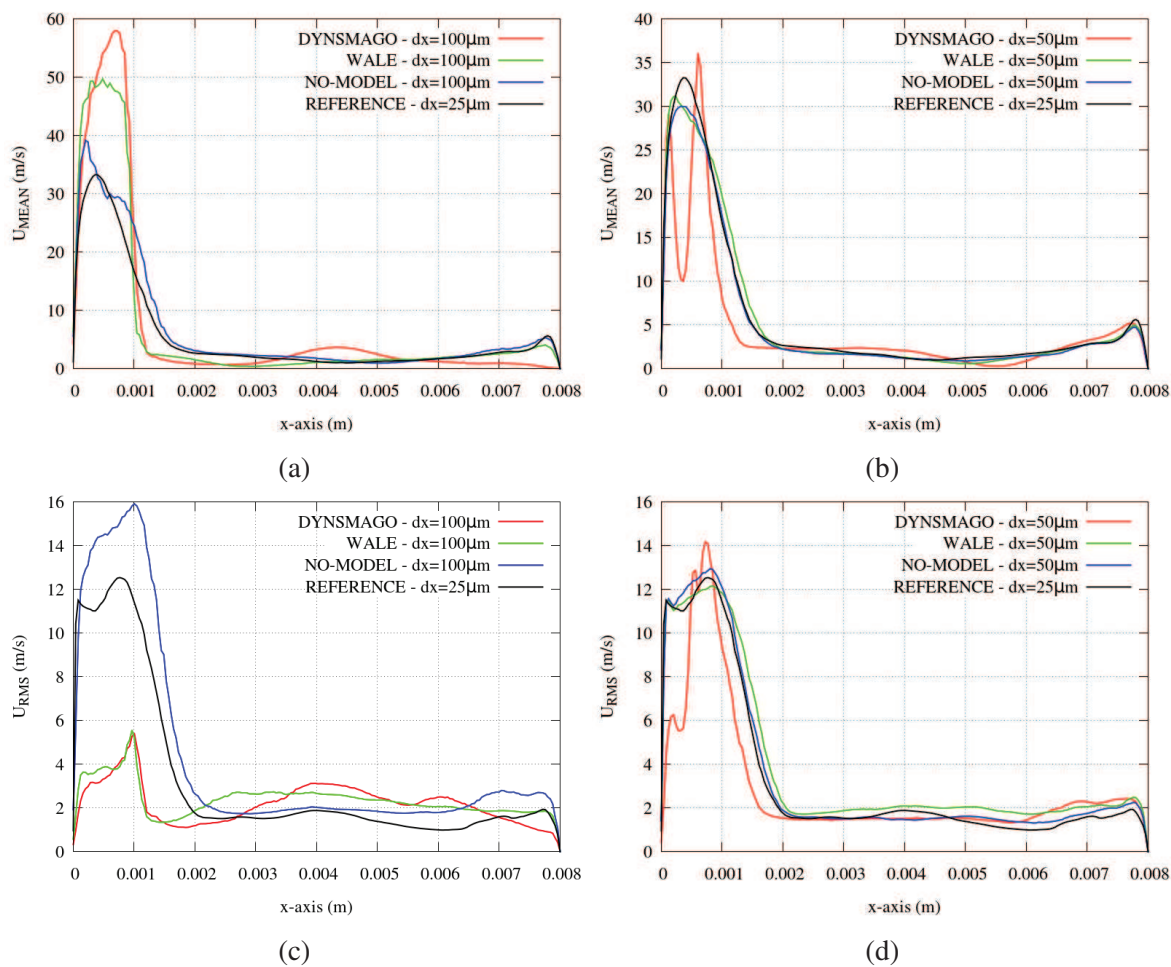 60
50
40
30
20
10
0
U_MEAN (m/s)
DYNSMAGO - dx=100µm
WALE - dx=100µm
NO-MODEL - dx=100µm
REFERENCE - dx=25µm
0 0.001 0.002 0.003 0.004 0.005 0.006 0.007 0.008
x-axis (m)
(a)
40
35
30
25
20
15
10
5
0
U_MEAN (m/s)
DYNSMAGO - dx=50µm
WALE - dx=50µm
NO-MODEL - dx=50µm
REFERENCE - dx=25µm
0 0.001 0.002 0.003 0.004 0.005 0.006 0.007 0.008
x-axis (m)
(b)
16
14
12
10
8
6
4
2
0
U_RMS (m/s)
DYNSMAGO - dx=100µm
WALE - dx=100µm
NO-MODEL - dx=100µm
REFERENCE - dx=25µm
0 0.001 0.002 0.003 0.004 0.005 0.006 0.007 0.008
x-axis (m)
(c)
16
14
12
10
8
6
4
2
0
U_RMS (m/s)
DYNSMAGO - dx=50µm
WALE - dx=50µm
NO-MODEL - dx=50µm
REFERENCE - dx=25µm
0 0.001 0.002 0.003 0.004 0.005 0.006 0.007 0.008
x-axis (m)
(d)